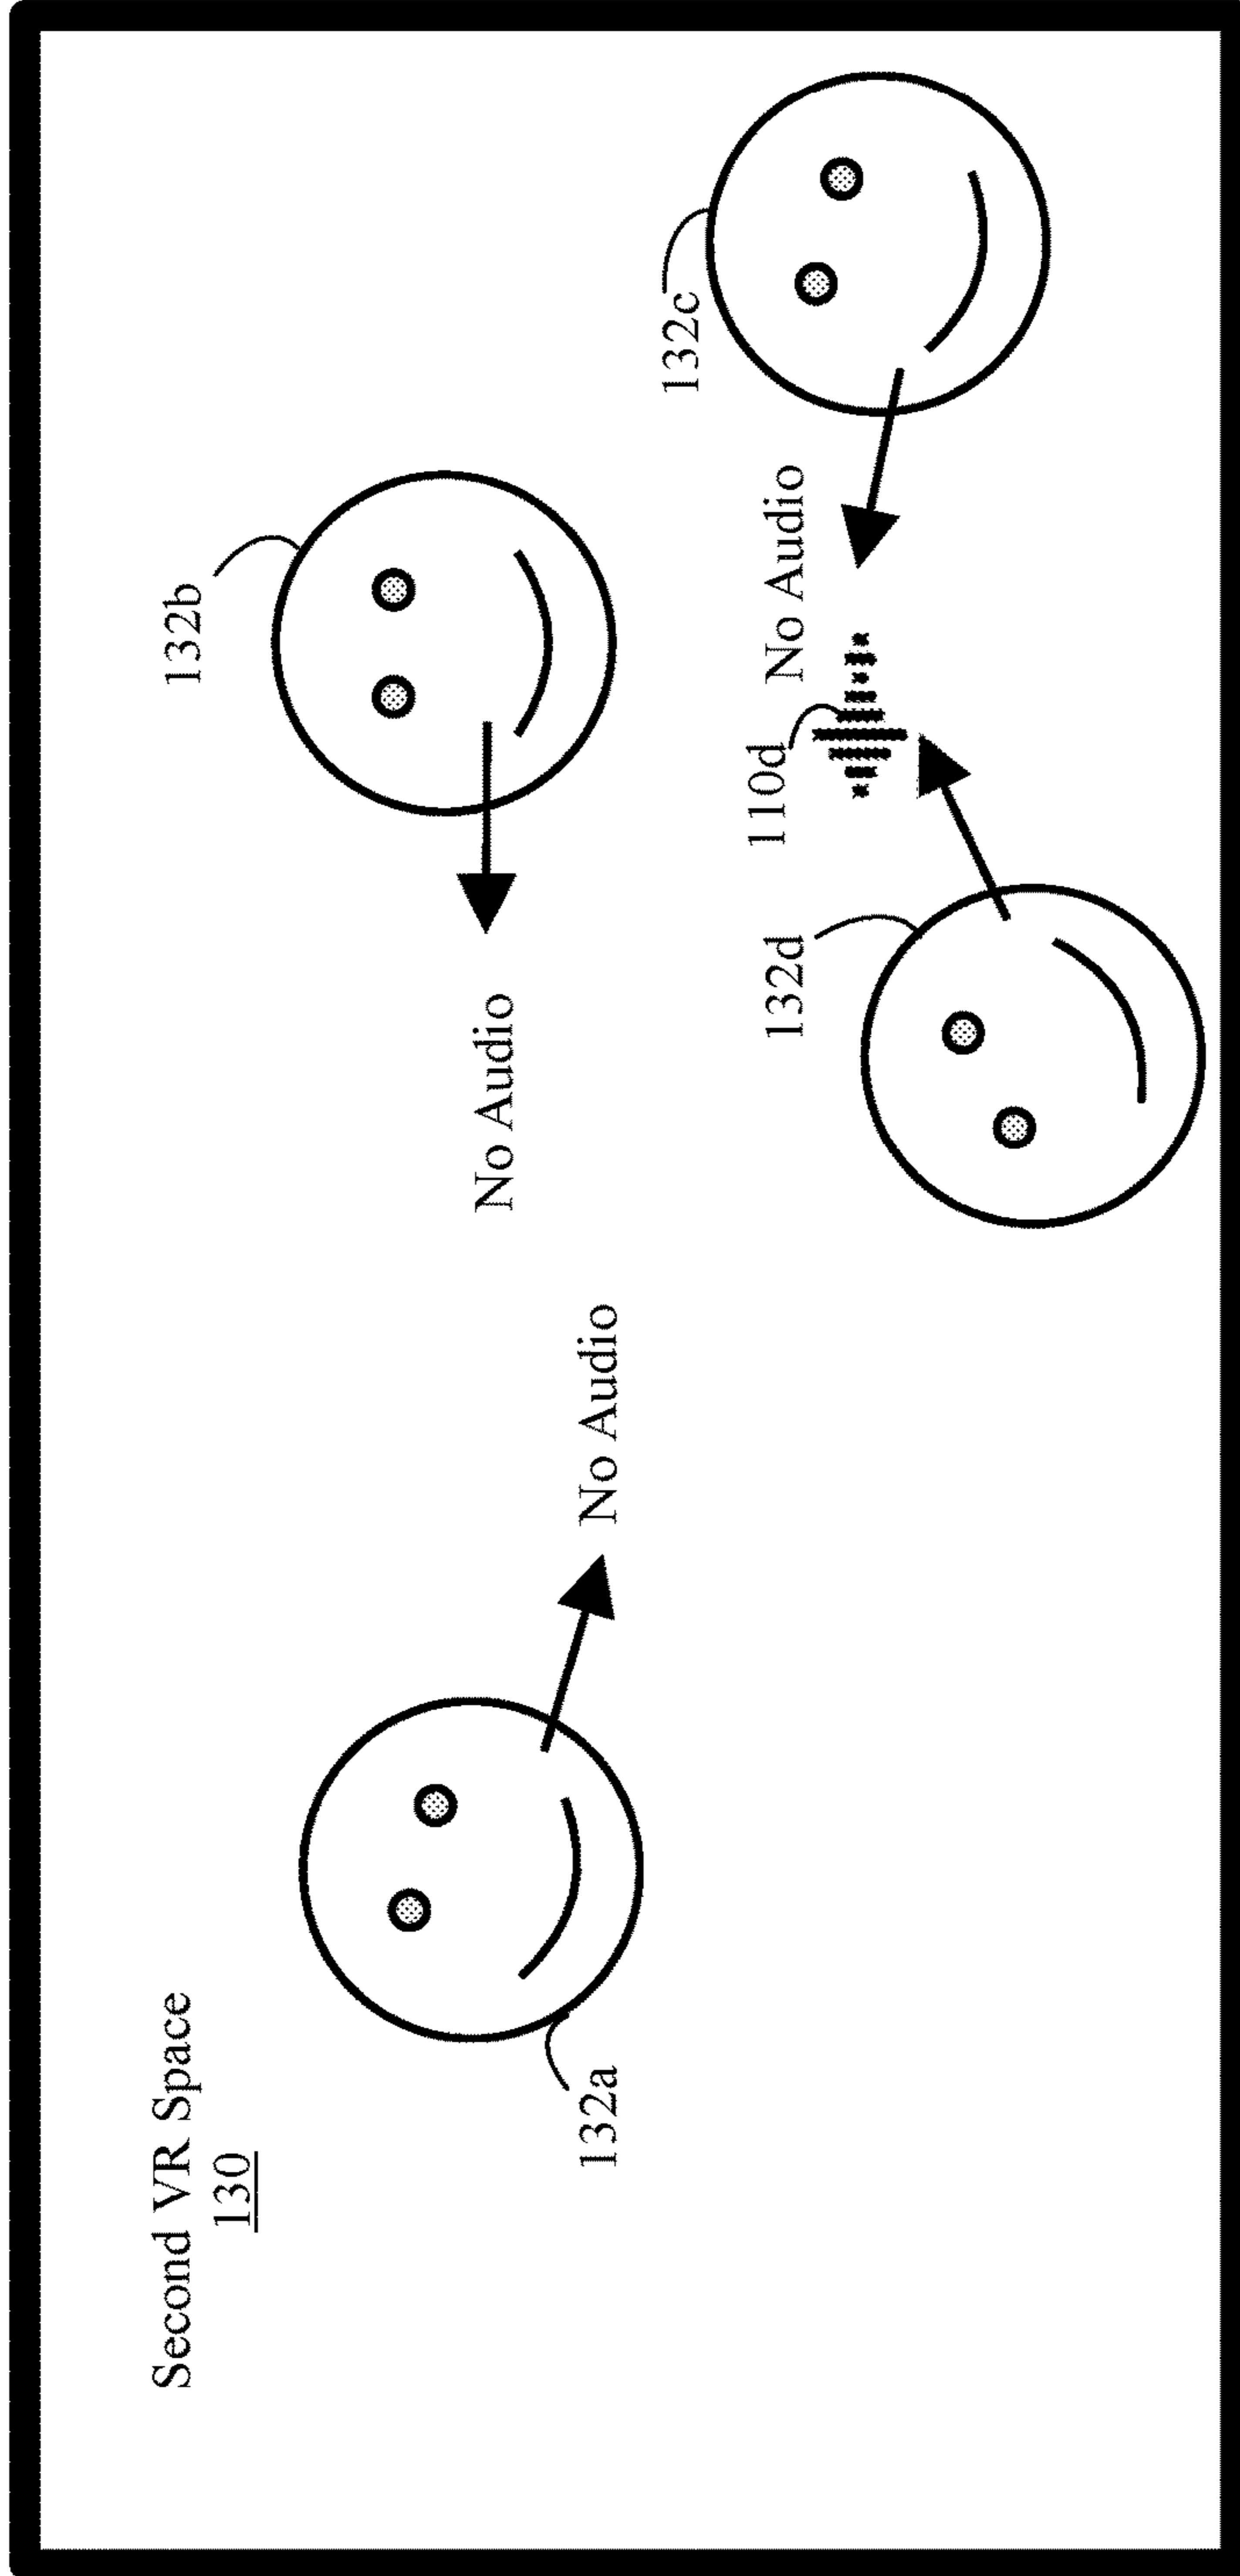 Second VR Space
130
132b
132a
No Audio
No Audio
132c
No Audio
110d
132d